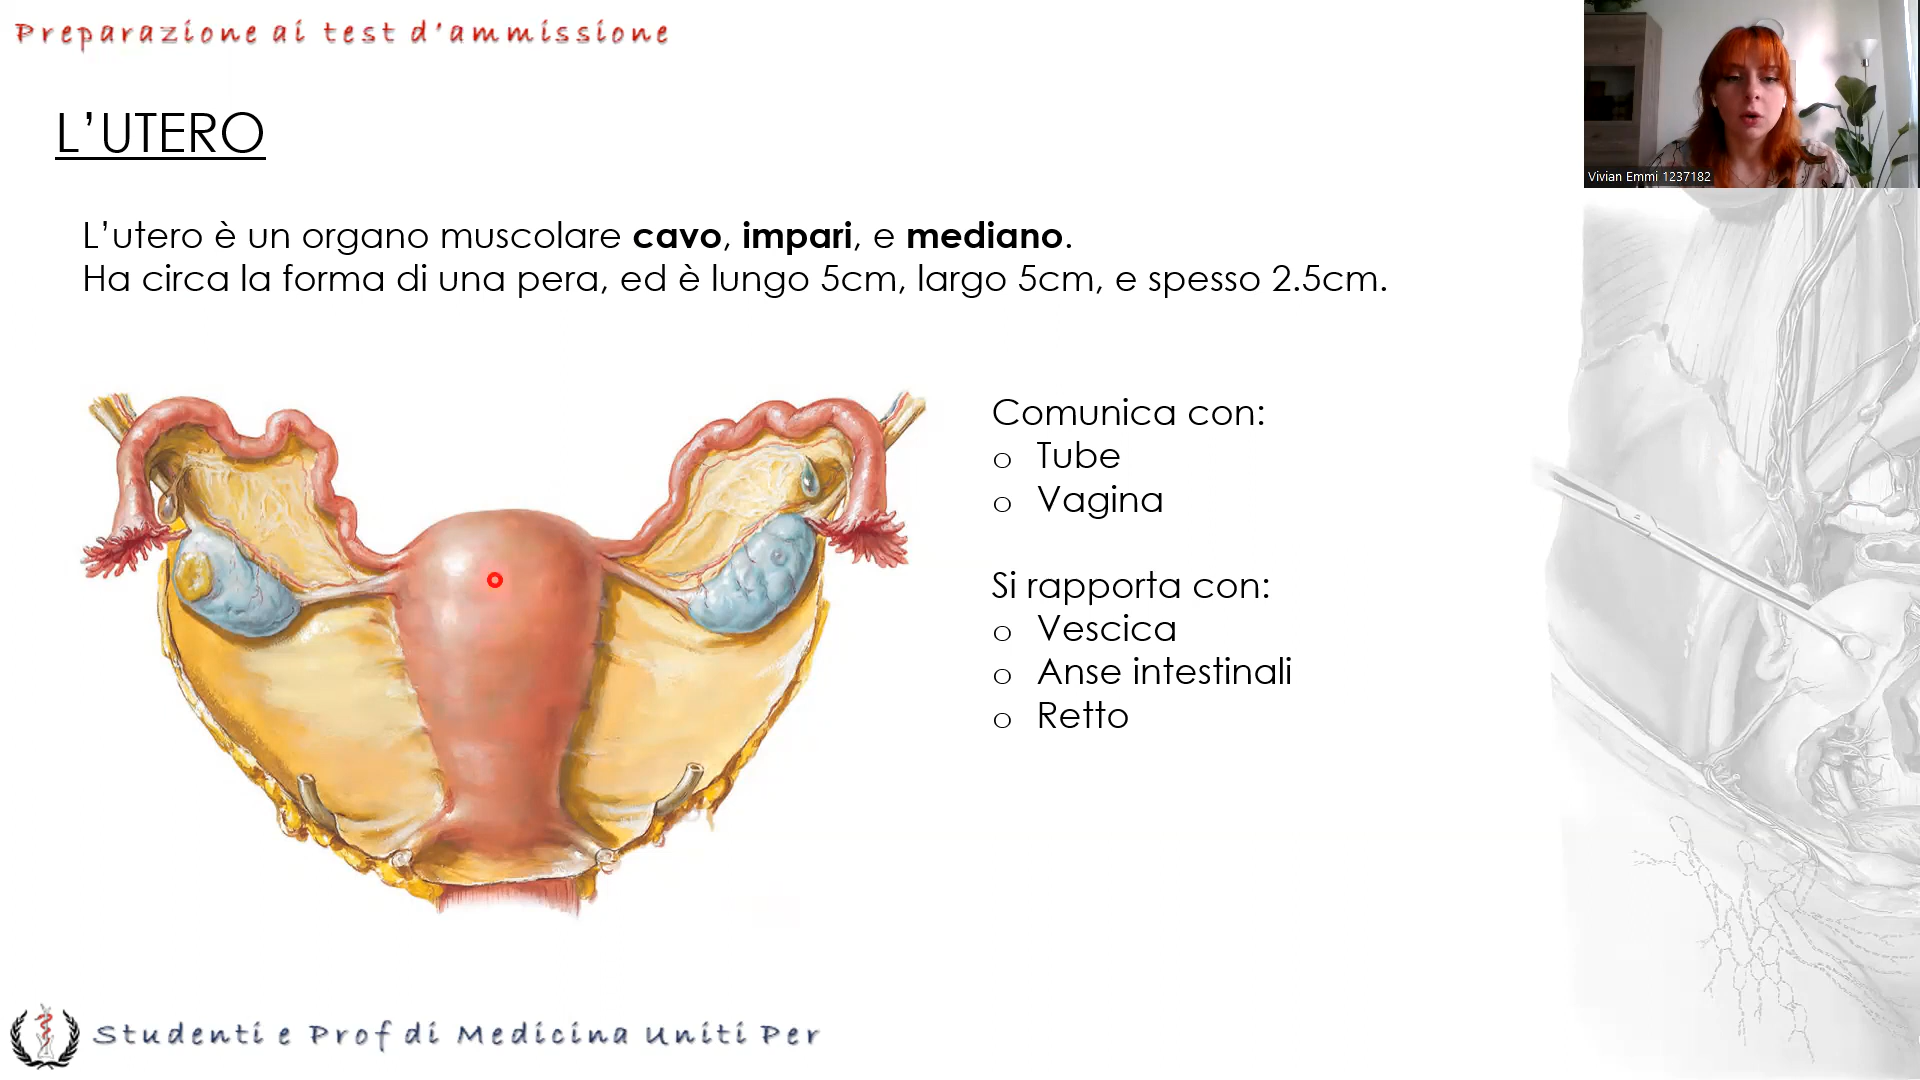 Preparazione ai test d'ammissione
L'UTERO
L'utero è un organo muscolare cavo, impari, e mediano.
Ha circa la forma di una pera, ed è lungo 5cm, largo 5cm, e spesso 2.5cm.
Comunica con:
o Tube
o Vagina
Si rapporta con:
o Vescica
o Anse intestinali
o Retto
Vivian Emmi 1237182
Studenti e Prof di Medicina Uniti Per